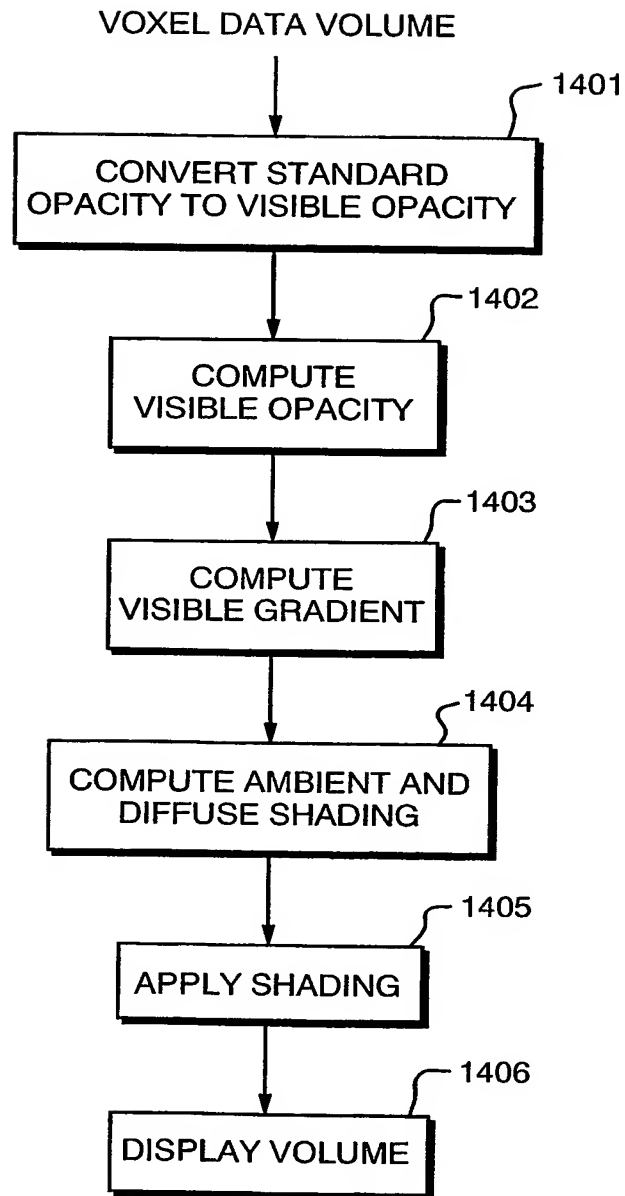 VOXEL DATA VOLUME
1401
CONVERT STANDARD
OPACITY TO VISIBLE OPACITY
1402
COMPUTE
VISIBLE OPACITY
1403
COMPUTE
VISIBLE GRADIENT
1404
COMPUTE AMBIENT AND
DIFFUSE SHADING
1405
APPLY SHADING
1406
DISPLAY VOLUME